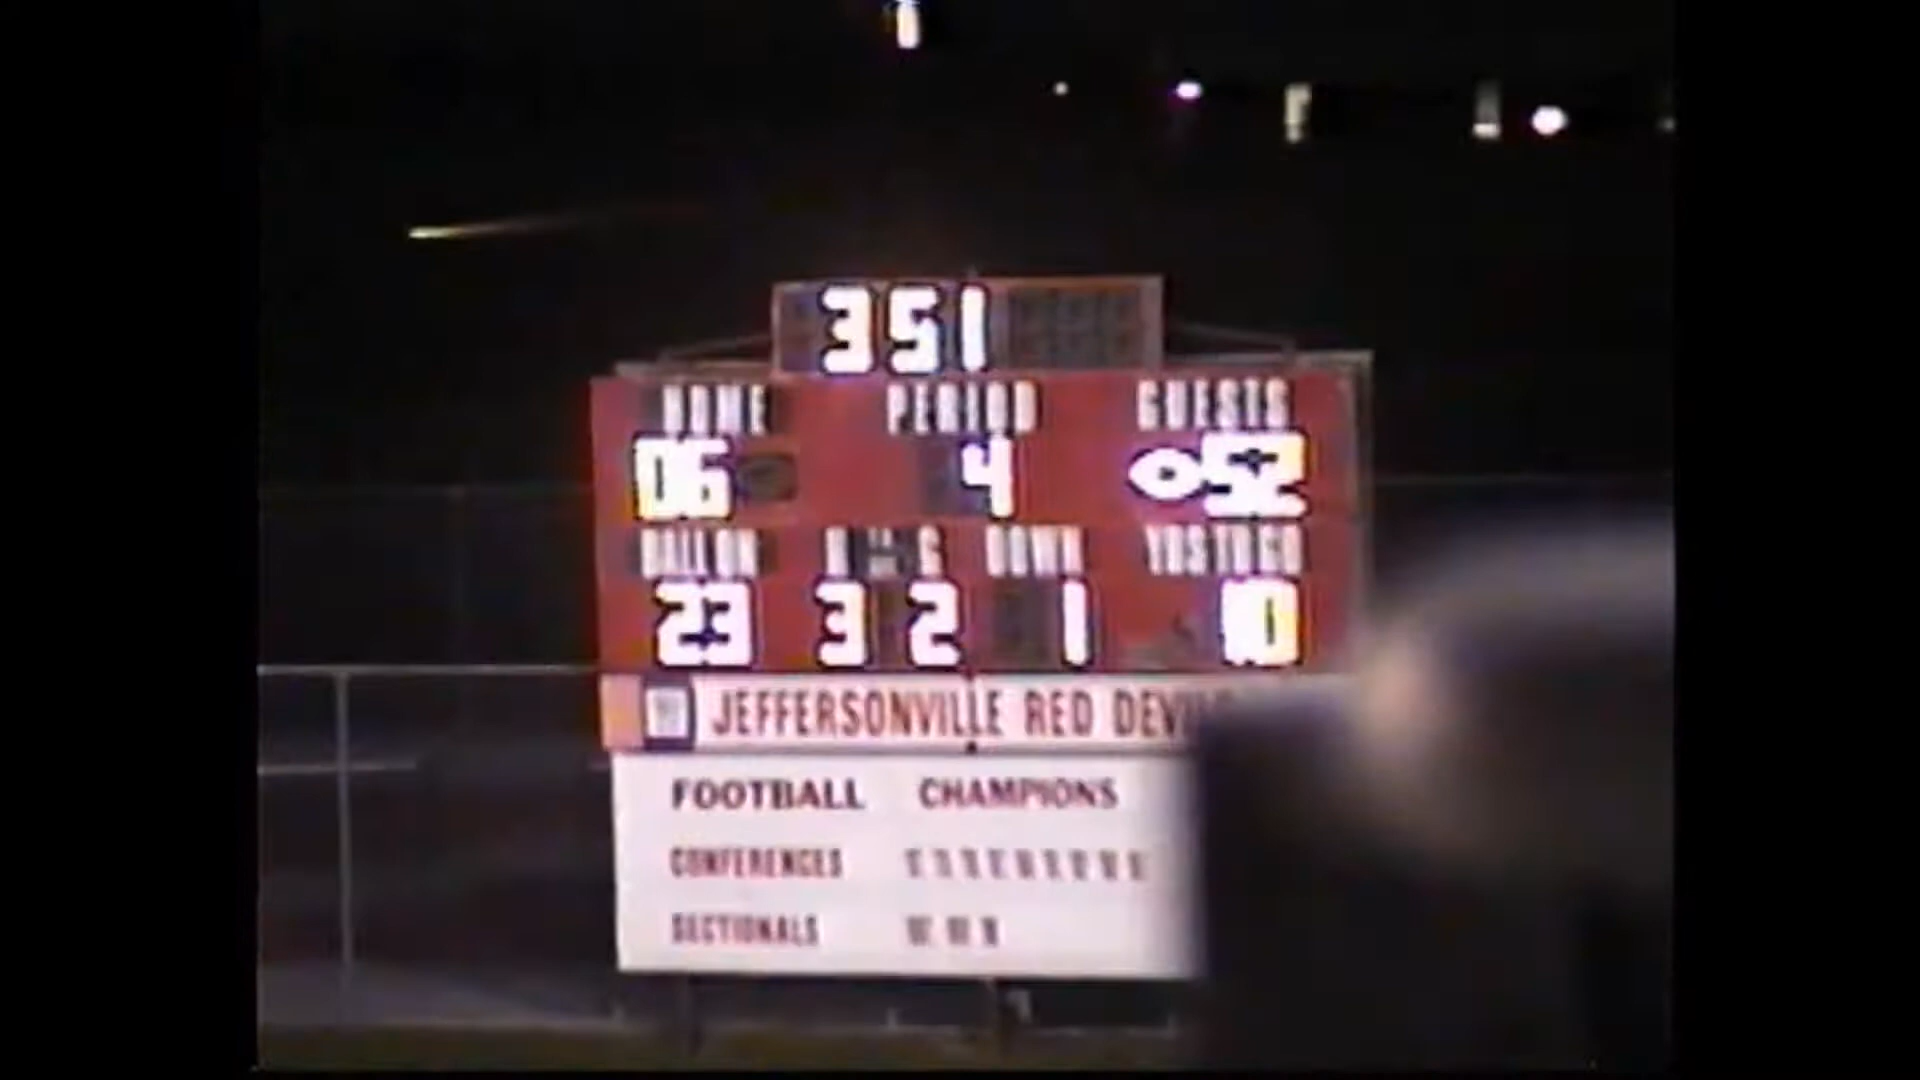 351
HOME PERIOD GUESTS
06 4 52
BALL ON DOWN YDS TO GO
23 3 2 1 10
JEFFERSONVILLE RED DEVILS
FOOTBALL CHAMPIONS
CONFERENCES
SECTIONALS